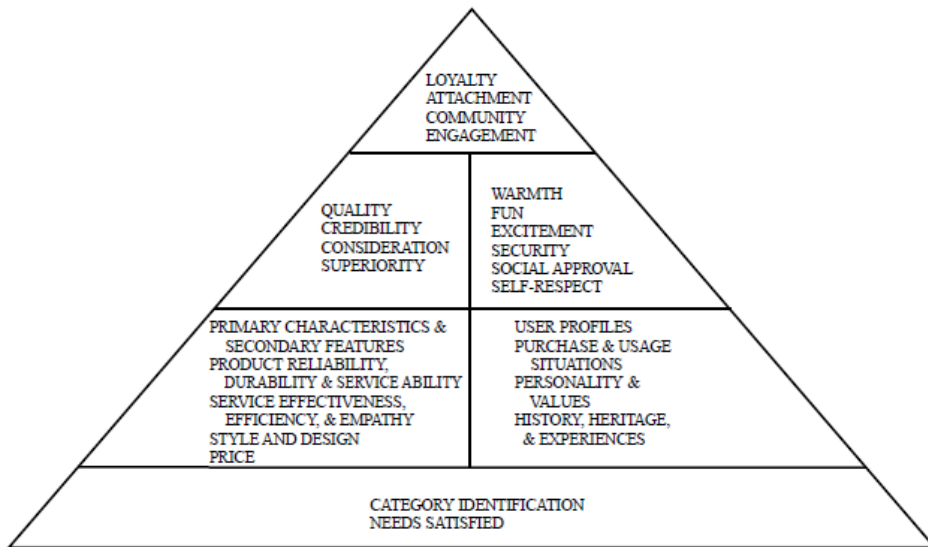 LOYALTY
ATTACHMENT
COMMUNITY
ENGAGEMENT
QUALITY
CREDIBILITY
CONSIDERATION
SUPERIORITY
WARMTH
FUN
EXCITEMENT
SECURITY
SOCIAL APPROVAL
SELF-RESPECT
PRIMARY CHARACTERISTICS &
SECONDARY FEATURES
PRODUCT RELIABILITY,
DURABILITY & SERVICE ABILITY
SERVICE EFFECTIVENESS,
EFFICIENCY, & EMPATHY
STYLE AND DESIGN
PRICE
USER PROFILES
PURCHASE & USAGE
SITUATIONS
PERSONALITY &
VALUES
HISTORY, HERITAGE,
& EXPERIENCES
CATEGORY IDENTIFICATION
NEEDS SATISFIED